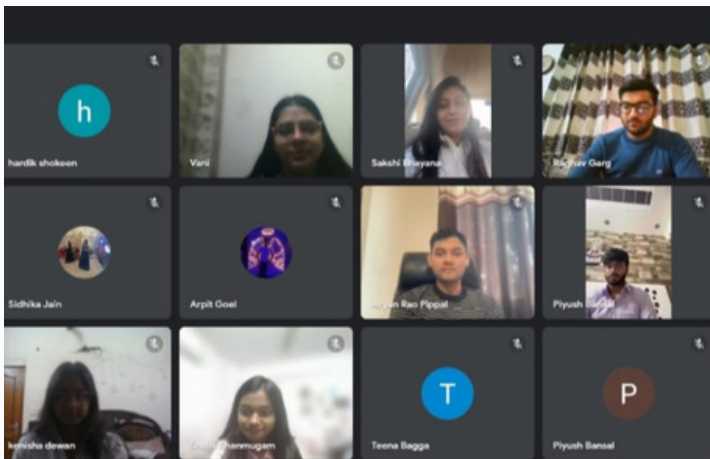 h
hardik shokeen
Vani
Sakshi Bhayana
Raghav Garg
Sidhika Jain
Arpit Goel
Aryan Rao Pippal
Piyush Bansal
kenisha dewan
Shanmugam
T
Teena Bagga
P
Piyush Bansal